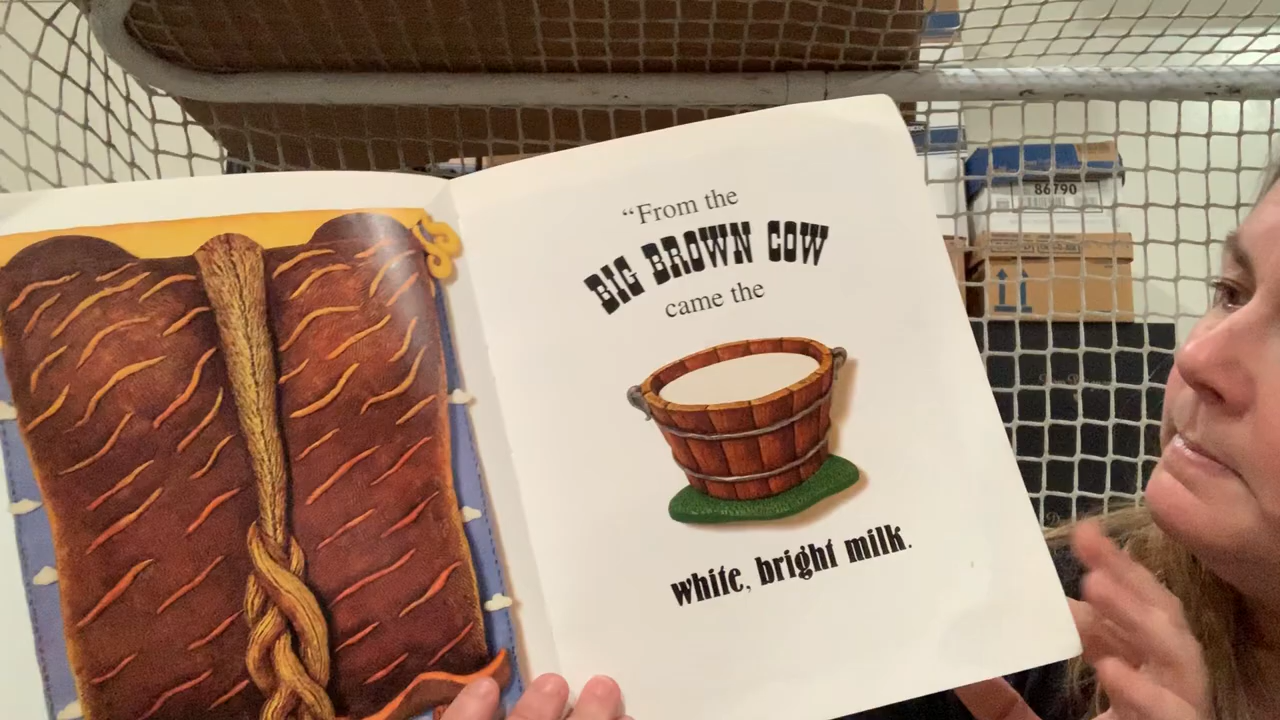 “From the
BIG BROWN COW
came the
white, bright milk.
86790